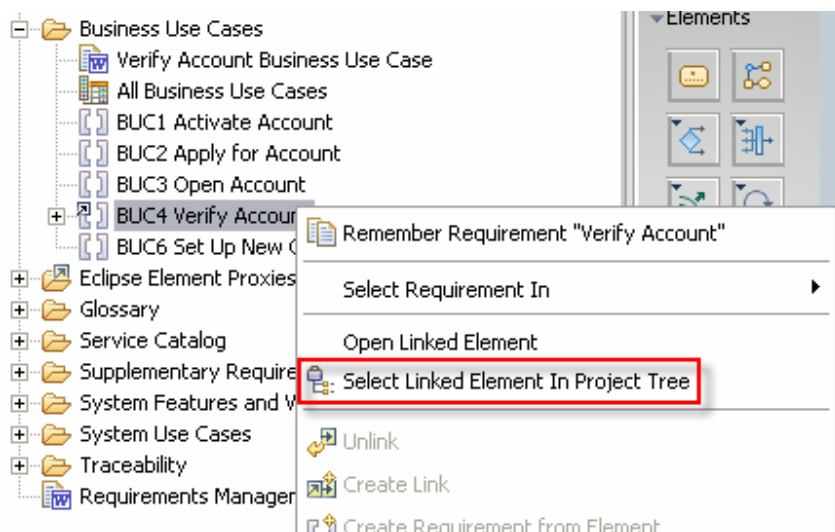 Business Use Cases
Verify Account Business Use Case
All Business Use Cases
BUC1 Activate Account
BUC2 Apply for Account
BUC3 Open Account
BUC4 Verify Accour
BUC6 Set Up New
Eclipse Element Proxies
Glossary
Service Catalog
Supplementary Require
System Features and
System Use Cases
Traceability
Requirements Manager
Elements
Remember Requirement "Verify Account"
Select Requirement In
Open Linked Element
Select Linked Element In Project Tree
Unlink
Create Link
Create Requirement from Element